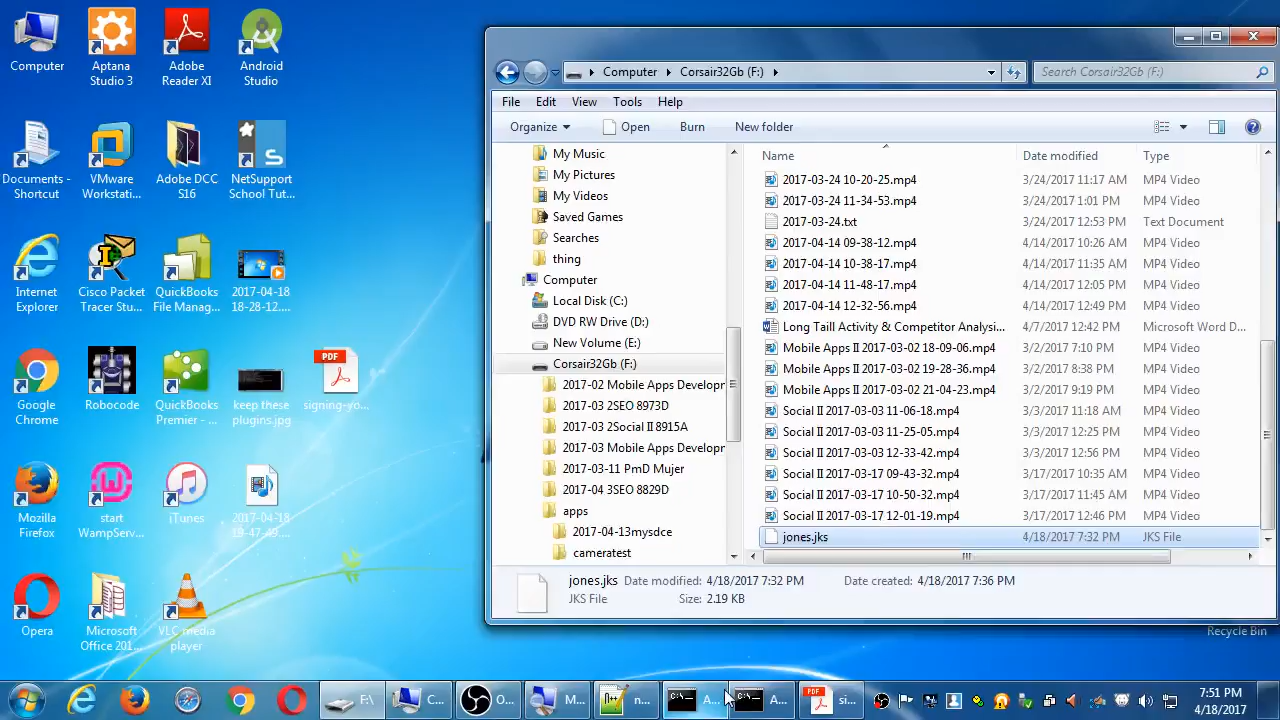 Computer
Aptana
Studio 3
Adobe
Reader XI
Android
Studio
Documents -
Shortcut
VMware
Workstati...
Adobe DCC
S16
NetSupport
School Tut...
Internet
Explorer
Cisco Packet
Tracer Stu...
QuickBooks
File Manag...
2017-04-18
18-28-12....
Google
Chrome
Robocode
QuickBooks
Premier - ...
keep these
plugins.jpg
PDF
signing-yo...
Mozilla
Firefox
start
WampServ...
iTunes
2017-04-18
Opera
Microsoft
Office 201...
VLC media
player
Computer
Corsair32Gb (F:)
Search Corsair32Gb (F:)
File Edit View Tools Help
Organize Open Burn New folder
My Music
My Pictures
My Videos
Saved Games
Searches
thing
Computer
Local Disk (C:)
DVD RW Drive (D:)
New Volume (E:)
Corsair32Gb (F:)
2017-02 Mobile Apps Developr
2017-03 2SEO 8973D
2017-03 2Social II 8915A
2017-03 Mobile Apps Developr
2017-03-11 PmD Mujer
2017-04 3SEO 8829D
apps
2017-04-13mysdce
cameratest
Name Date modified Type
2017-03-24 10-20-25.mp4 3/24/2017 11:17 AM MP4 Video
2017-03-24 11-34-53.mp4 3/24/2017 1:01 PM MP4 Video
2017-03-24.txt 3/24/2017 12:53 PM Text Document
2017-04-14 09-38-12.mp4 4/14/2017 10:26 AM MP4 Video
2017-04-14 10-38-17.mp4 4/14/2017 11:35 AM MP4 Video
2017-04-14 11-48-17.mp4 4/14/2017 12:05 PM MP4 Video
2017-04-14 12-32-56.mp4 4/14/2017 12:49 PM MP4 Video
Long Taill Activity & Competitor Analysi... 4/7/2017 12:42 PM Microsoft Word D...
Mobile Apps II 2017-03-02 18-09-06.mp4 3/2/2017 7:10 PM MP4 Video
Mobile Apps II 2017-03-02 19-28-36.mp4 3/2/2017 8:38 PM MP4 Video
Mobile Apps II 2017-03-02 21-04-23.mp4 3/2/2017 9:19 PM MP4 Video
Social II 2017-03-03 11-06-18.mp4 3/3/2017 11:18 AM MP4 Video
Social II 2017-03-03 11-25-05.mp4 3/3/2017 12:25 PM MP4 Video
Social II 2017-03-03 12-33-42.mp4 3/3/2017 12:56 PM MP4 Video
Social II 2017-03-17 09-43-32.mp4 3/17/2017 10:35 AM MP4 Video
Social II 2017-03-17 10-50-32.mp4 3/17/2017 11:45 AM MP4 Video
Social II 2017-03-17 12-01-19.mp4 3/17/2017 12:46 PM MP4 Video
jones.jks 4/18/2017 7:32 PM JKS File
jones.jks Date modified: 4/18/2017 7:32 PM Date created: 4/18/2017 7:36 PM
JKS File Size: 2.19 KB
Recycle Bin
F:\ C... O... M... n... A... A... si...
7:51 PM
4/18/2017